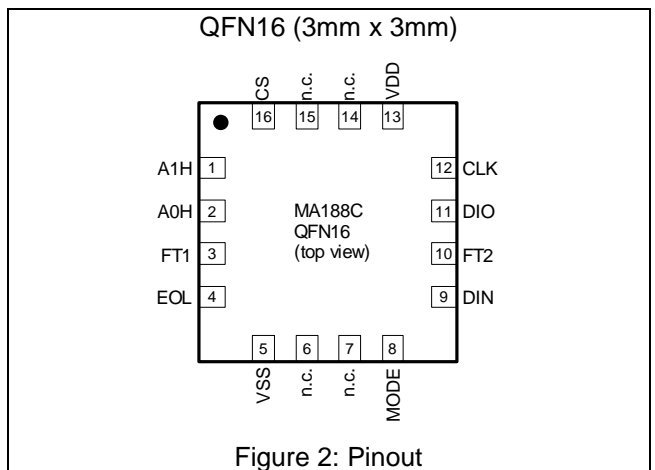 QFN16 (3mm x 3mm)
CS n.c. n.c. VDD
16 15 14 13
A1H 1 12 CLK
A0H 2 MA188C 11 DIO
QFN16
FT1 3 (top view) 10 FT2
EOL 4 9 DIN
5 6 7 8
VSS n.c. n.c. MODE
Figure 2: Pinout